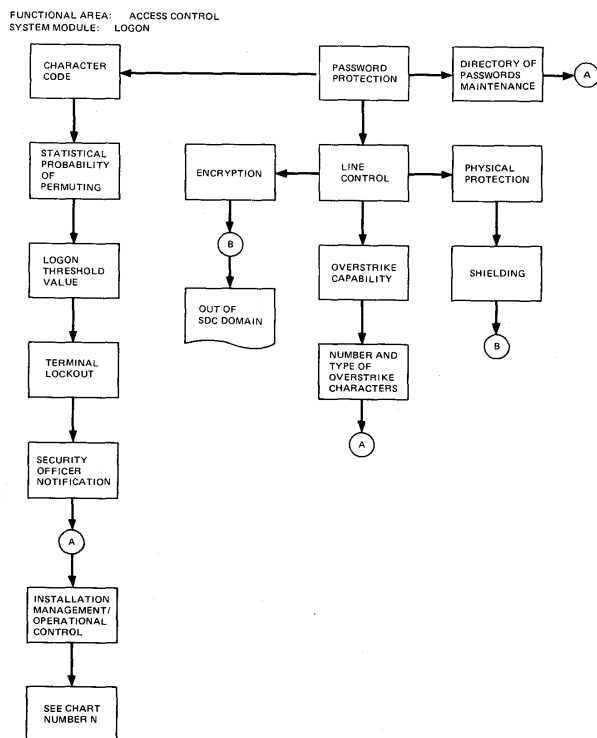 FUNCTIONAL AREA: ACCESS CONTROL
SYSTEM MODULE: LOGON
CHARACTER
CODE
PASSWORD
PROTECTION
DIRECTORY OF
PASSWORDS
MAINTENANCE
A
STATISTICAL
PROBABILITY
OF
PERMUTING
ENCRYPTION
LINE
CONTROL
PHYSICAL
PROTECTION
B
LOGON
THRESHOLD
VALUE
OVERSTRIKE
CAPABILITY
SHIELDING
OUT OF
SDC DOMAIN
B
TERMINAL
LOCKOUT
NUMBER AND
TYPE OF
OVERSTRIKE
CHARACTERS
A
SECURITY
OFFICER
NOTIFICATION
A
INSTALLATION
MANAGEMENT/
OPERATIONAL
CONTROL
SEE CHART
NUMBER N